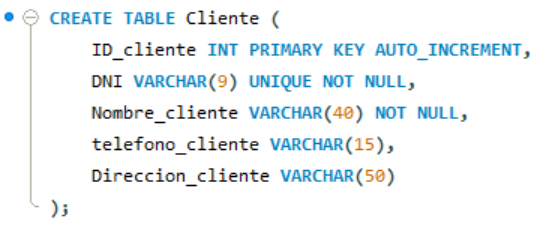 CREATE TABLE Cliente (
ID_cliente INT PRIMARY KEY AUTO_INCREMENT,
DNI VARCHAR(9) UNIQUE NOT NULL,
Nombre_cliente VARCHAR(40) NOT NULL,
telefono_cliente VARCHAR(15),
Direccion_cliente VARCHAR(50)
);